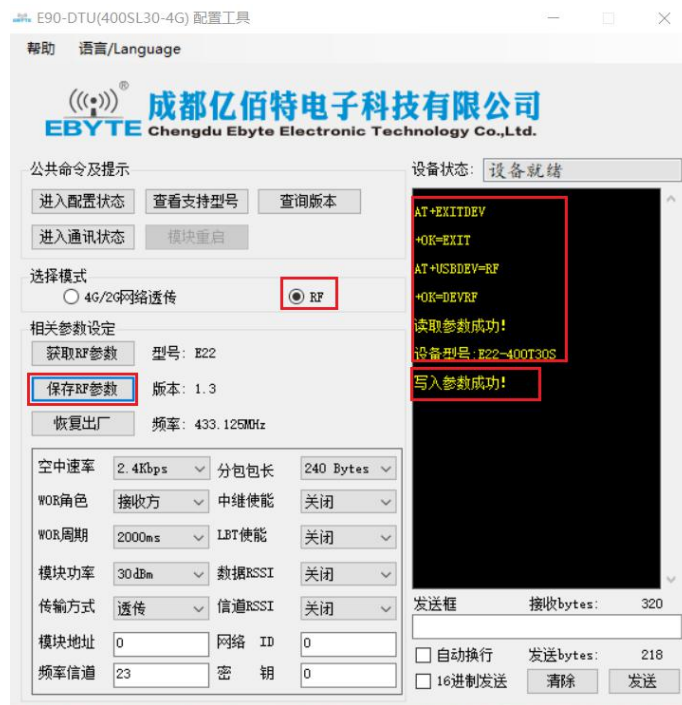 E90-DTU(400SL30-4G) 配置工具
帮助 语言/Language
EBYTE ® 成都亿佰特电子科技有限公司
Chengdu Ebyte Electronic Technology Co.,Ltd.
公共命令及提示
进入配置状态 查看支持型号 查询版本
进入通讯状态 模块重启
选择模式
4G/2G网络透传 RF
相关参数设定
获取RF参数 型号: E22
保存RF参数 版本: 1.3
恢复出厂 频率: 433.125MHz
空中速率 2.4Kbps 分包包长 240 Bytes
WOR角色 接收方 中继使能 关闭
WOR周期 2000ms LBT使能 关闭
模块功率 30dBm 数据RSSI 关闭
传输方式 透传 信道RSSI 关闭
模块地址 0 网络 ID 0
频率信道 23 密 钥 0
设备状态: 设备就绪
AT+EXITDEV
+OK=EXIT
AT+USBDEV=RF
+OK=DEVRF
读取参数成功!
设备型号:E22-400T30S
写入参数成功!
发送框 接收bytes: 320
自动换行 发送bytes: 218
16进制发送 清除 发送